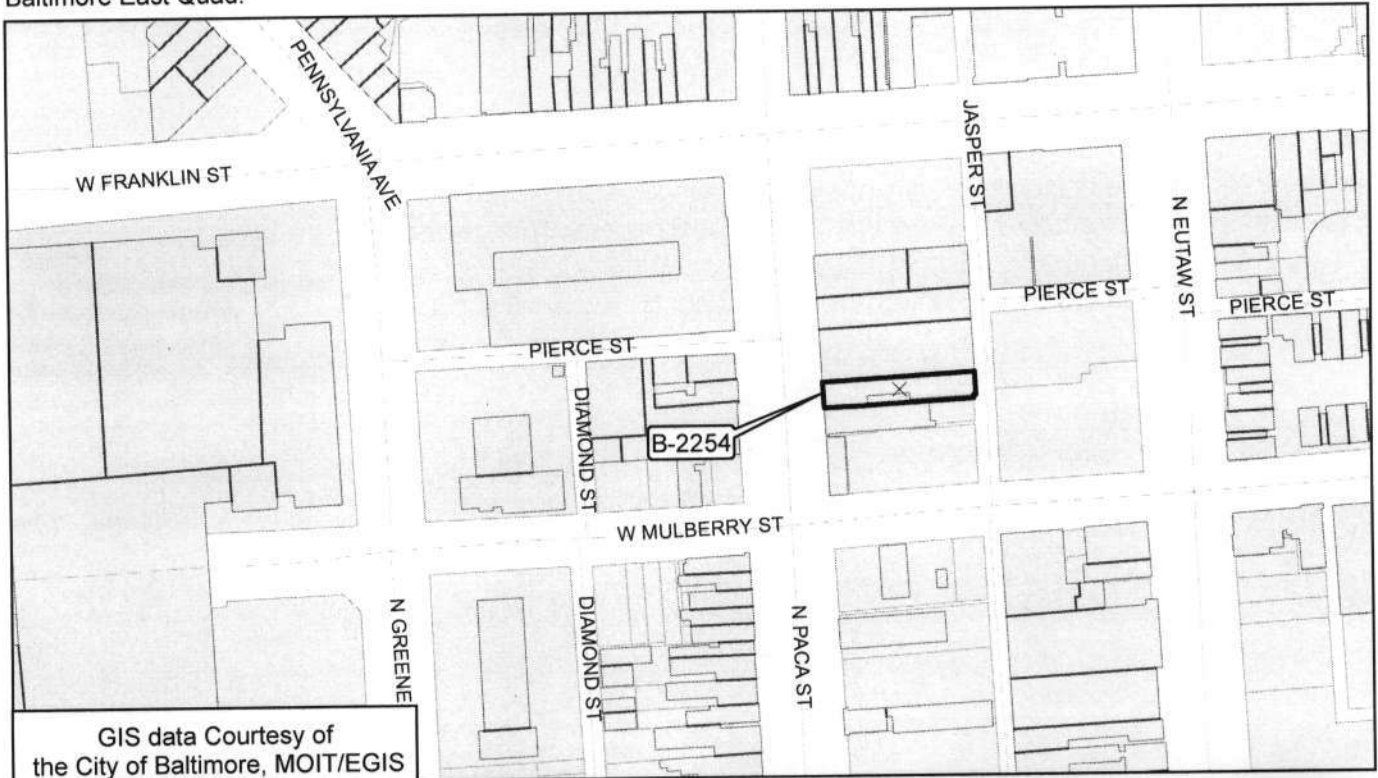 Baltimore East Quad.
PENNSYLVANIA AVE
W FRANKLIN ST
JASPER ST
N EUTAW ST
PIERCE ST
PIERCE ST
PIERCE ST
DIAMOND ST
B-2254
W MULBERRY ST
N GREENE
DIAMOND ST
N PACA ST
GIS data Courtesy of
the City of Baltimore, MOIT/EGIS